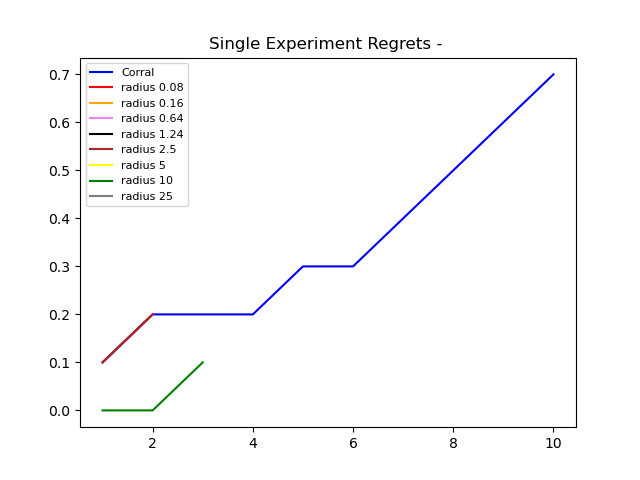 Single Experiment Regrets -
Corral
radius 0.08
radius 0.16
radius 0.64
radius 1.24
radius 2.5
radius 5
radius 10
radius 25
0.7
0.6
0.5
0.4
0.3
0.2
0.1
0.0
2 4 6 8 10